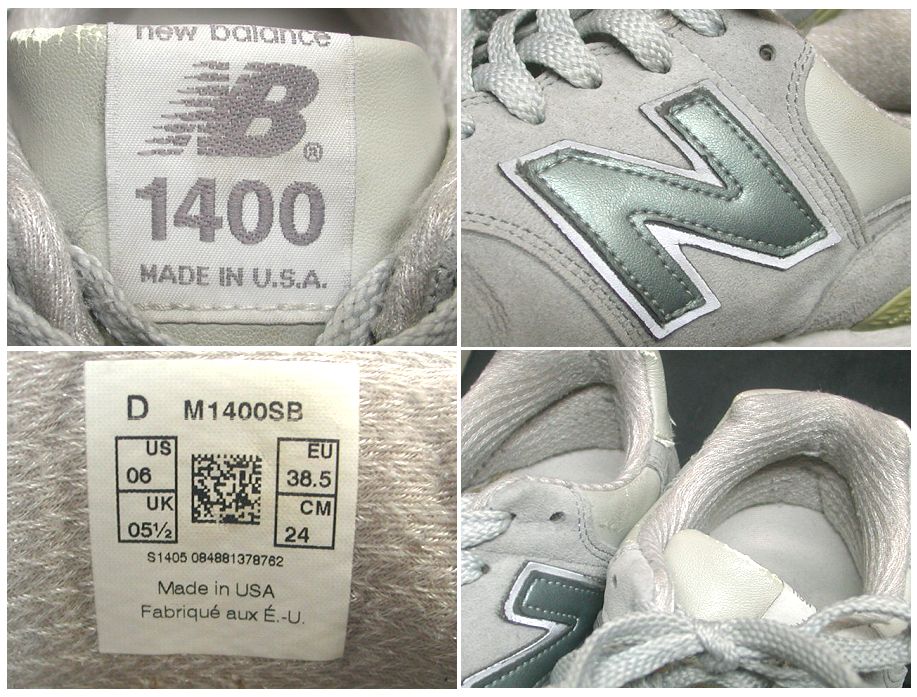 new balance
NB®
1400
MADE IN U.S.A.
N
D M1400SB
US
06
UK
05½
EU
38.5
CM
24
S1405 084881378762
Made in USA
Fabriqué aux É.-U.
N